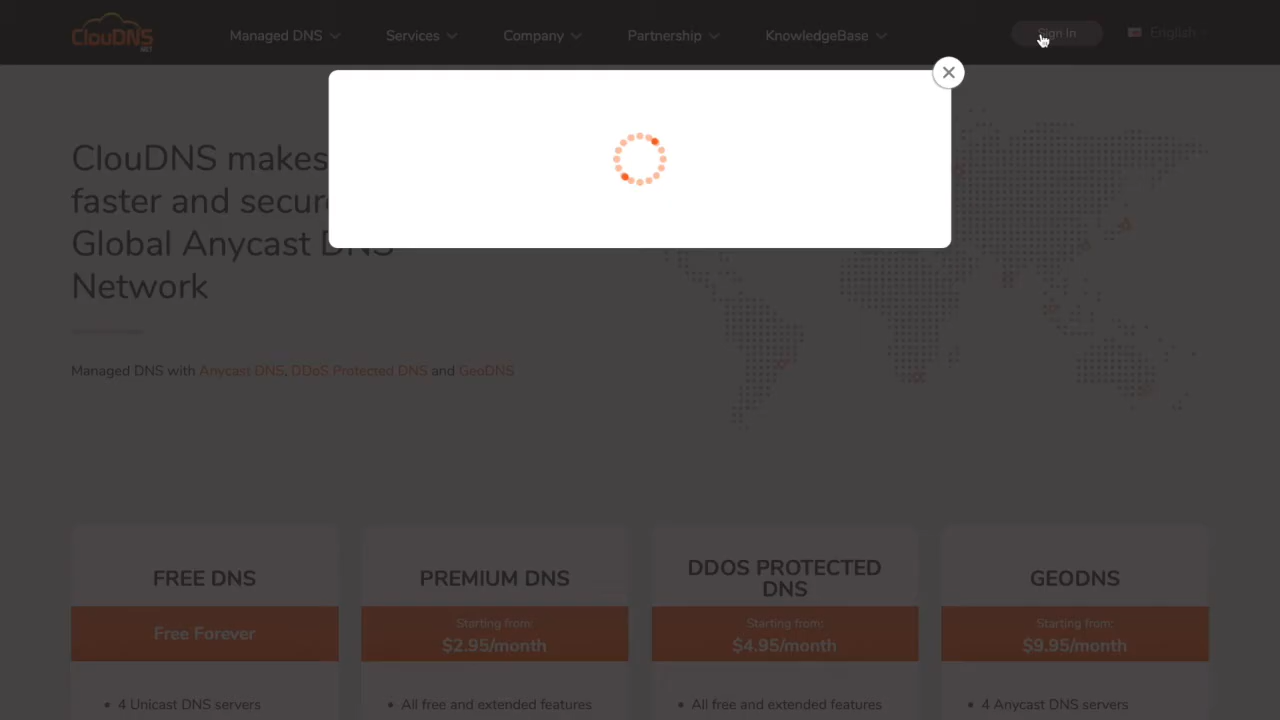 ClouDNS
.NET
Managed DNS
Services
Company
Partnership
KnowledgeBase
Sign In
English
ClouDNS makes
faster and secure
Global Anycast DNS
Network
Managed DNS with Anycast DNS, DDoS Protected DNS and GeoDNS
FREE DNS
Free Forever
• 4 Unicast DNS servers
PREMIUM DNS
Starting from:
$2.95/month
• All free and extended features
DDOS PROTECTED
DNS
Starting from:
$4.95/month
• All free and extended features
GEODNS
Starting from:
$9.95/month
• 4 Anycast DNS servers